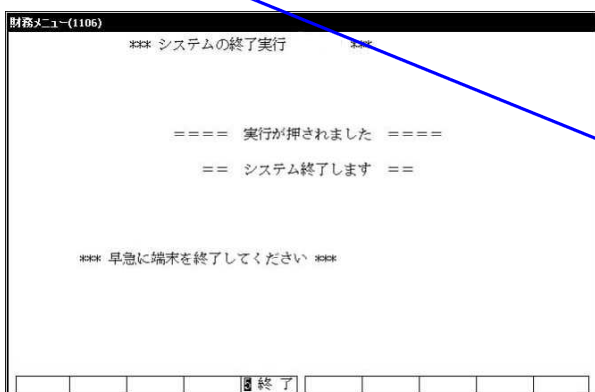 財務メニュー(1106)
*** システムの終了実行 ***
==== 実行が押されました ====
== システム終了します ==
*** 早急に端末を終了してください ***
5 終 了